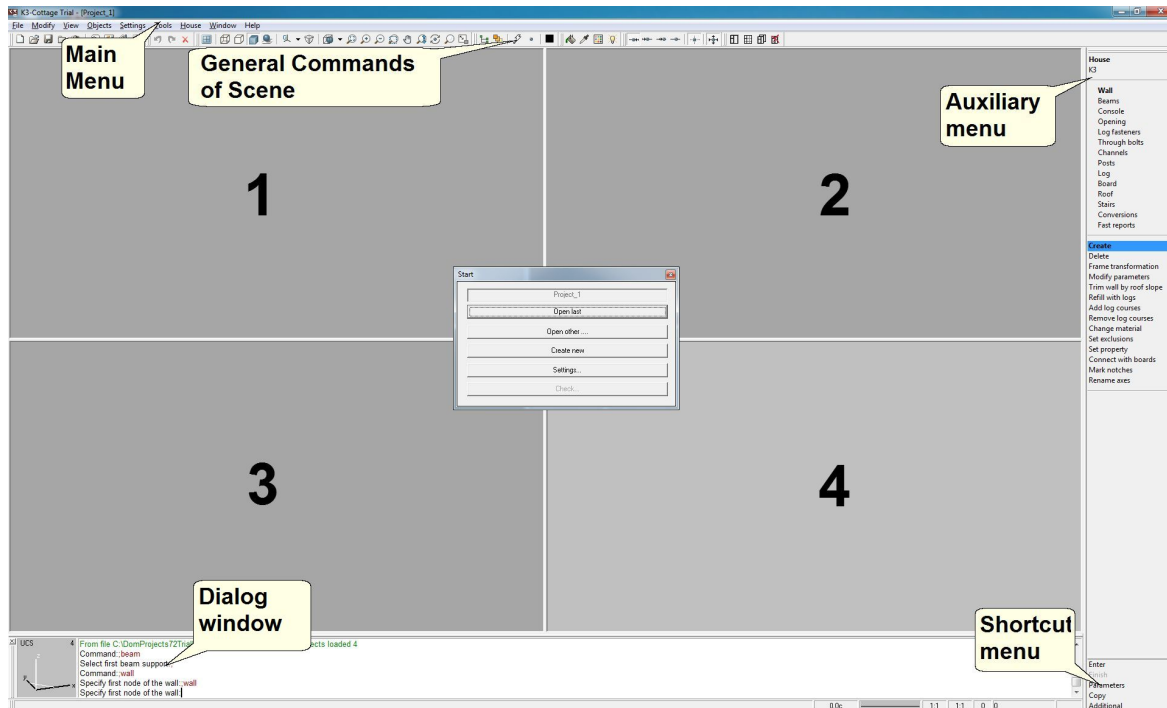 K3-Cottage Trial - [Project_1]
File Modify View Objects Settings Tools House Window Help
Main
Menu
General Commands
of Scene
House
K3
Auxiliary
menu
Wall
Beams
Console
Opening
Log fasteners
Through bolts
Channels
Posts
Log
Board
Roof
Stairs
Conversions
Fast reports
1
2
Create
Delete
Frame transformation
Modify parameters
Trim wall by roof slope
Refill with logs
Add log courses
Remove log courses
Change material
Set exclusions
Set property
Connect with boards
Mark notches
Rename axes
Start
Project_1
Open last
Open other ....
Create new
Settings...
Check...
3
4
Dialog
window
Shortcut
menu
UCS 4
z
y
x
From file C:\DomProjects72Tria ects loaded 4
Command:;beam
Select first beam support:
Command:;wall
Specify first node of the wall:;wall
Specify first node of the wall:
Enter
Finish
Parameters
Copy
Additional
0.0c 1:1 1:1 0 0